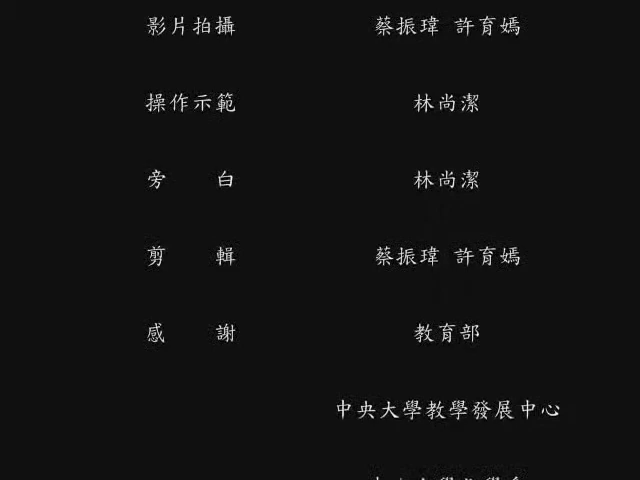 影片拍攝 蔡振瑋 許育嫣
操作示範 林尚潔
旁白 林尚潔
剪輯 蔡振瑋 許育嫣
感謝 教育部
中央大學教學發展中心